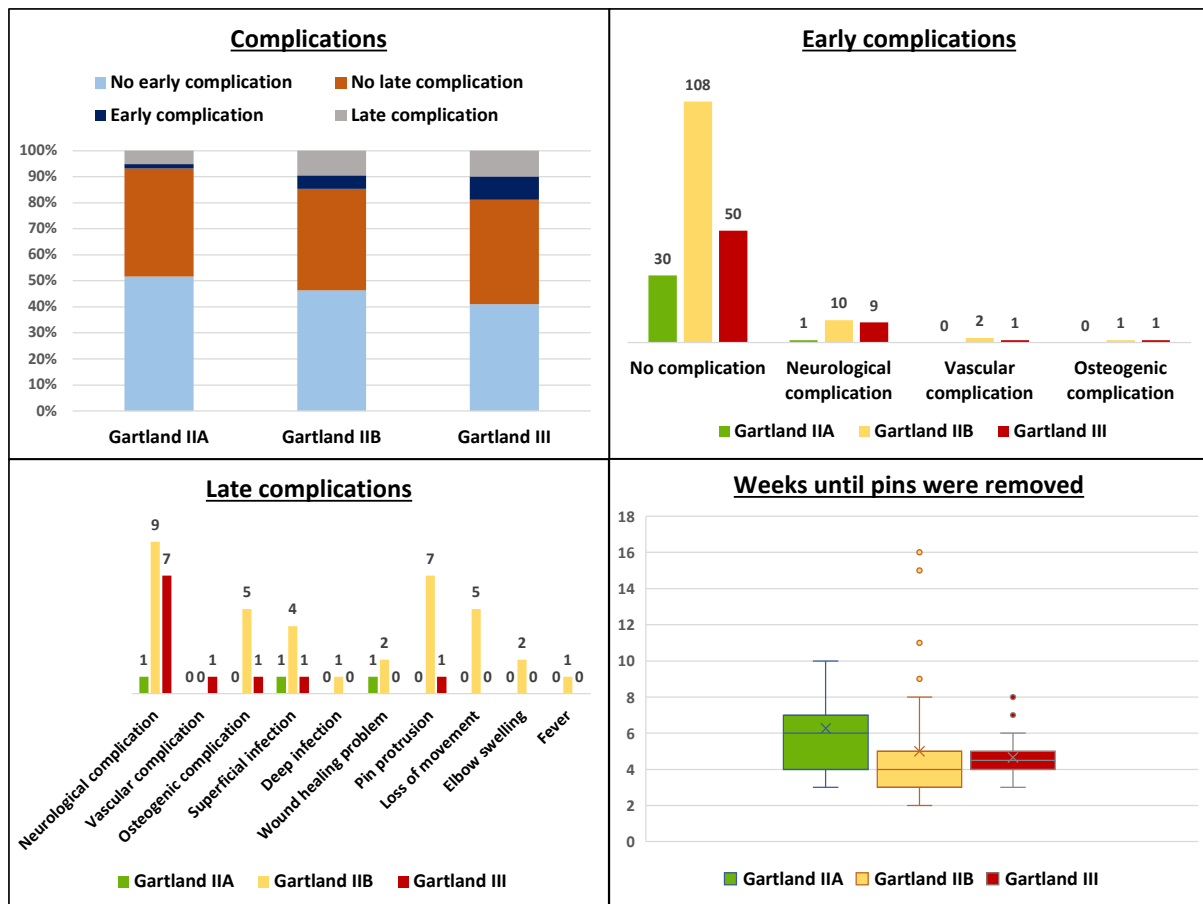 Complications
No early complication
No late complication
Early complication
Late complication
100%
90%
80%
70%
60%
50%
40%
30%
20%
10%
0%
Gartland IIA
Gartland IIB
Gartland III
Early complications
108
50
30
10
9
1
0
2
1
0
1
1
No complication
Neurological
complication
Vascular
complication
Osteogenic
complication
Gartland IIA
Gartland IIB
Gartland III
Late complications
1
9
7
0
0
1
0
5
1
1
4
1
0
1
0
1
2
0
0
7
1
0
5
0
0
2
0
0
1
0
Neurological complication
Vascular complication
Osteogenic complication
Superficial infection
Deep infection
Wound healing problem
Pin protrusion
Loss of movement
Elbow swelling
Fever
Gartland IIA
Gartland IIB
Gartland III
Weeks until pins were removed
18
16
14
12
10
8
6
4
2
0
Gartland IIA
Gartland IIB
Gartland III